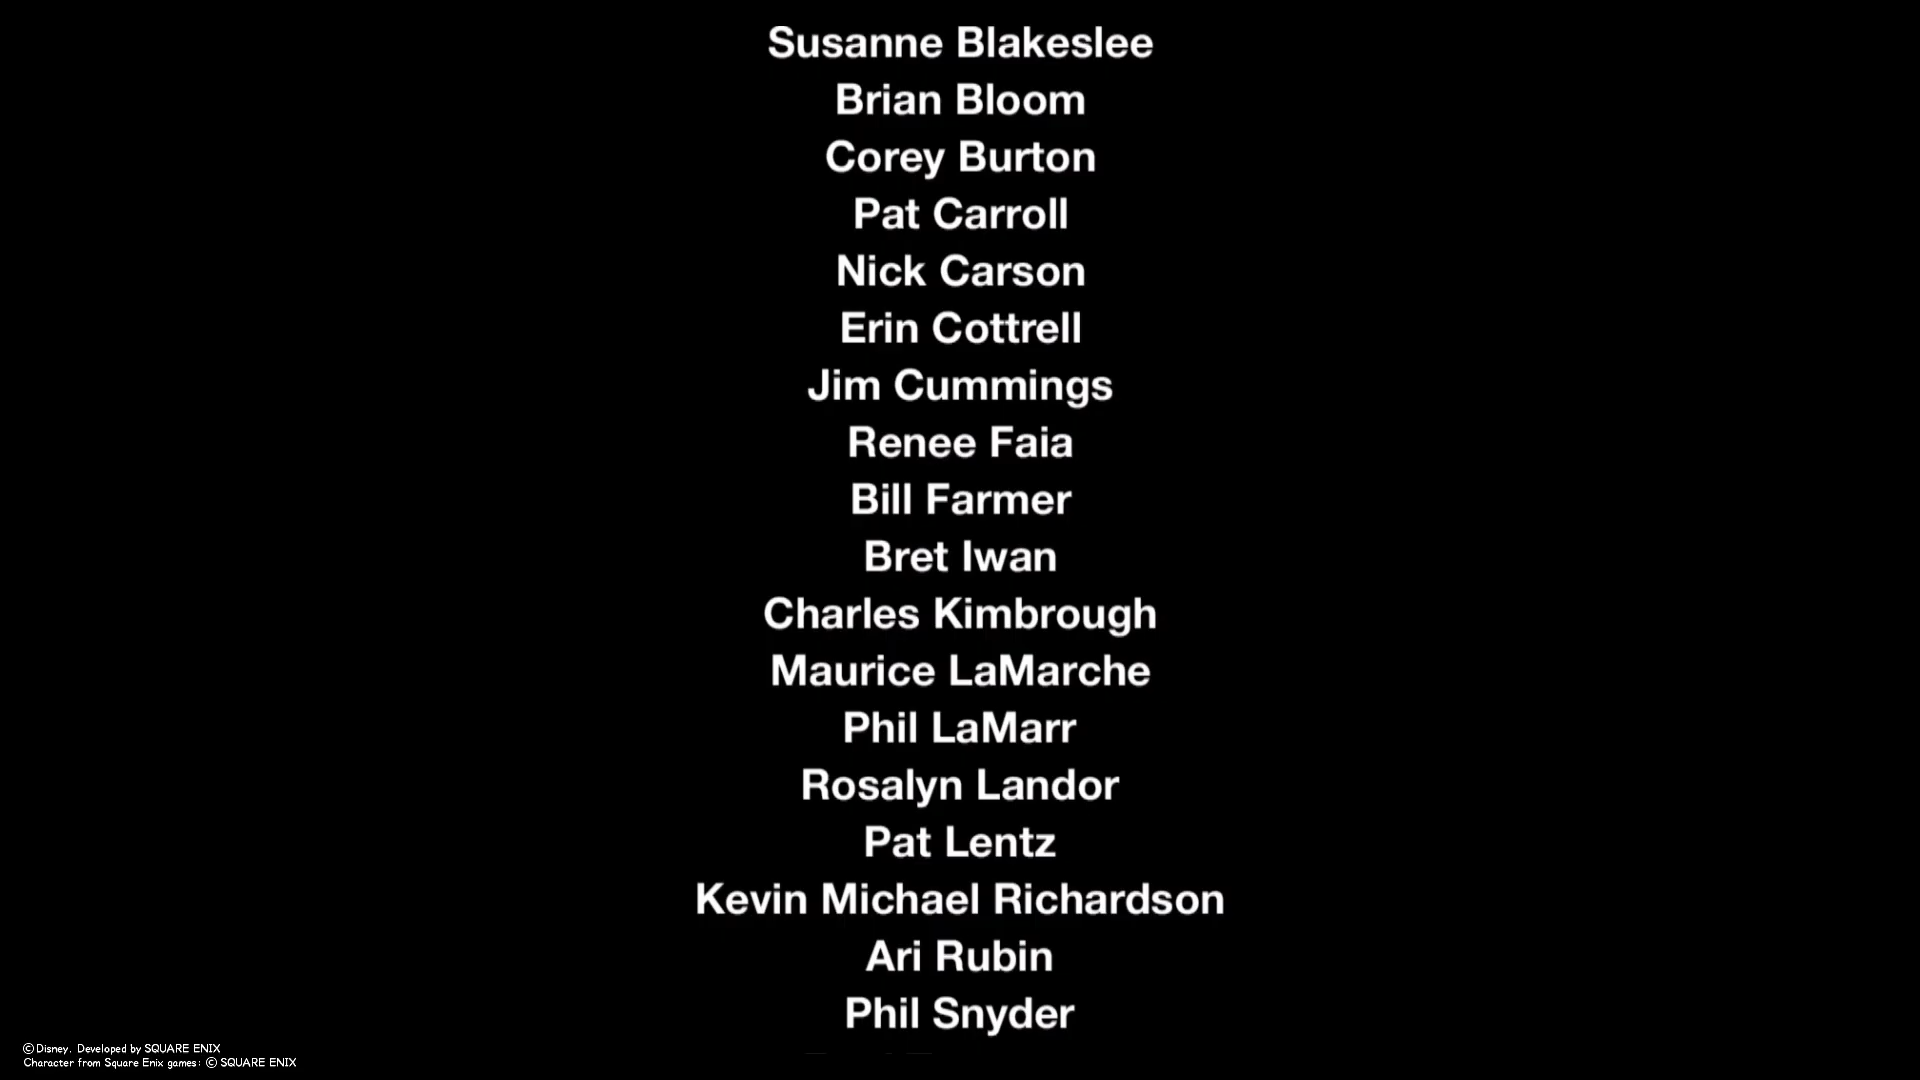 Susanne Blakeslee
Brian Bloom
Corey Burton
Pat Carroll
Nick Carson
Erin Cottrell
Jim Cummings
Renee Faia
Bill Farmer
Bret Iwan
Charles Kimbrough
Maurice LaMarche
Phil LaMarr
Rosalyn Landor
Pat Lentz
Kevin Michael Richardson
Ari Rubin
Phil Snyder
©Disney. Developed by SQUARE ENIX
Character from Square Enix games: © SQUARE ENIX